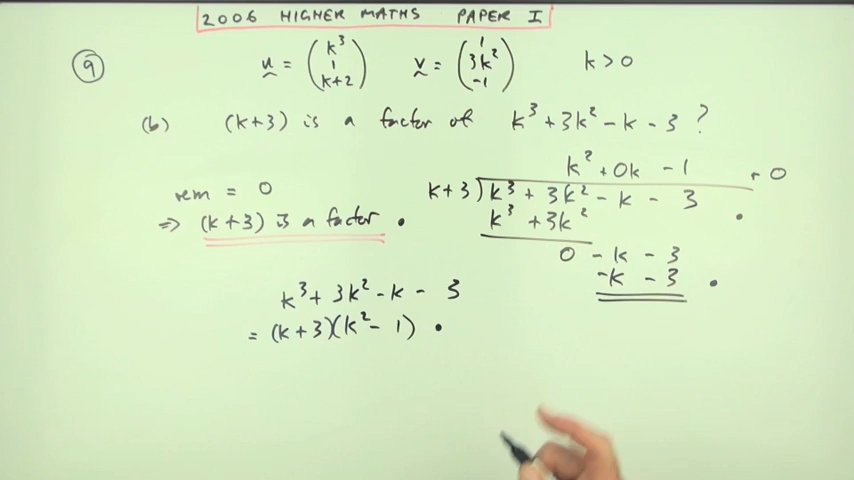 2006 HIGHER MATHS PAPER I
9 u = (k³ 1 k+2) v = (1 3k² -1) k > 0
(b) (k+3) is a factor of k³ + 3k² - k - 3 ?
k² + 0k - 1 r 0
rem = 0 k+3)k³ + 3k² - k - 3
⇒ (k+3) is a factor . k³ + 3k² .
0 - k - 3
-k - 3 .
k³ + 3k² - k - 3
= (k+3)(k² - 1) .